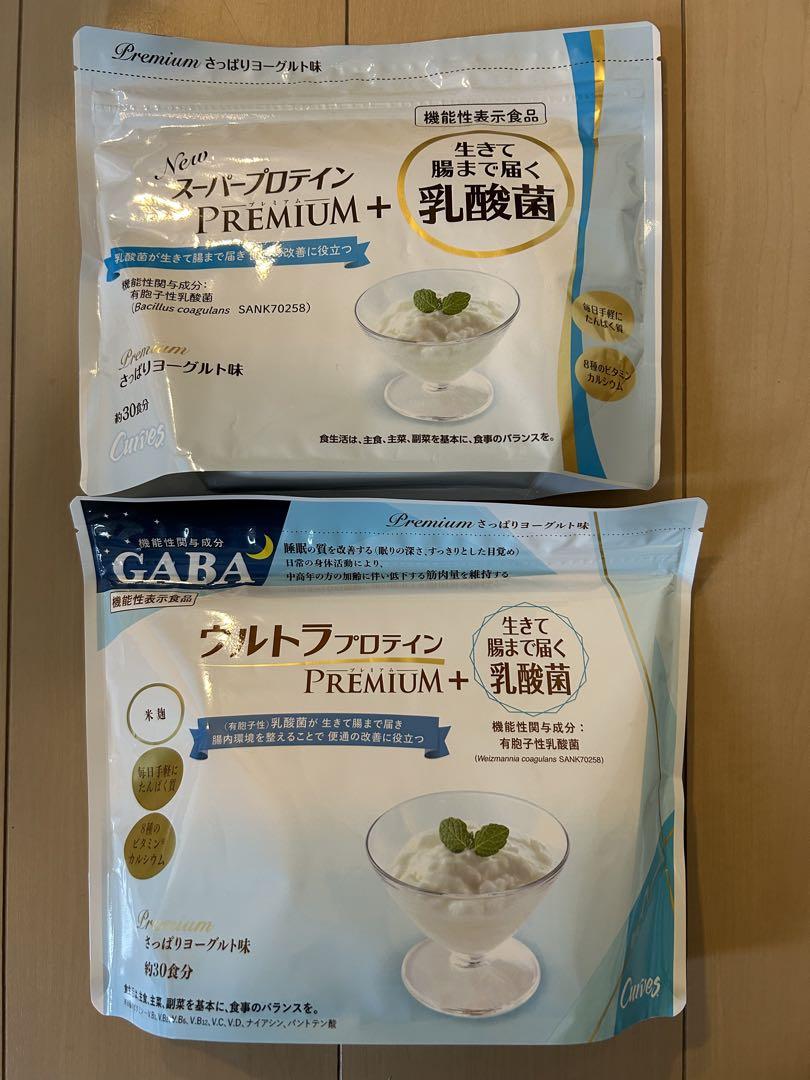 Premium さっぱりヨーグルト味
機能性表示食品
生きて
腸まで届く
乳酸菌
New
スーパープロテイン
プレミアム
PREMIUM+
乳酸菌が生きて腸まで届き 改善に役立つ
機能性関与成分:
有胞子性乳酸菌
(Bacillus coagulans SANK70258)
毎日手軽に
たんぱく質
8種のビタミン
カルシウム
Premium
さっぱりヨーグルト味
約30食分
Curves
食生活は、主食、主菜、副菜を基本に、食事のバランスを。
Premium さっぱりヨーグルト味
機能性関与成分
GABA
機能性表示食品
睡眠の質を改善する(眠りの深さ、すっきりとした目覚め)
日常の身体活動により、
中高年の方の加齢に伴い低下する筋肉量を維持する
ウルトラプロテイン
プレミアム
PREMIUM+
生きて
腸まで届く
乳酸菌
米麹
(有胞子性)乳酸菌が 生きて腸まで届き
腸内環境を整えることで 便通の改善に役立つ
機能性関与成分:
有胞子性乳酸菌
(Weizmannia coagulans SANK70258)
毎日手軽に
たんぱく質
8種の
ビタミン※
カルシウム
Premium
さっぱりヨーグルト味
約30食分
食生活は、主食、主菜、副菜を基本に、食事のバランスを。
V.B6, V.B12, V.C, V.D, ナイアシン, パントテン酸
Curves